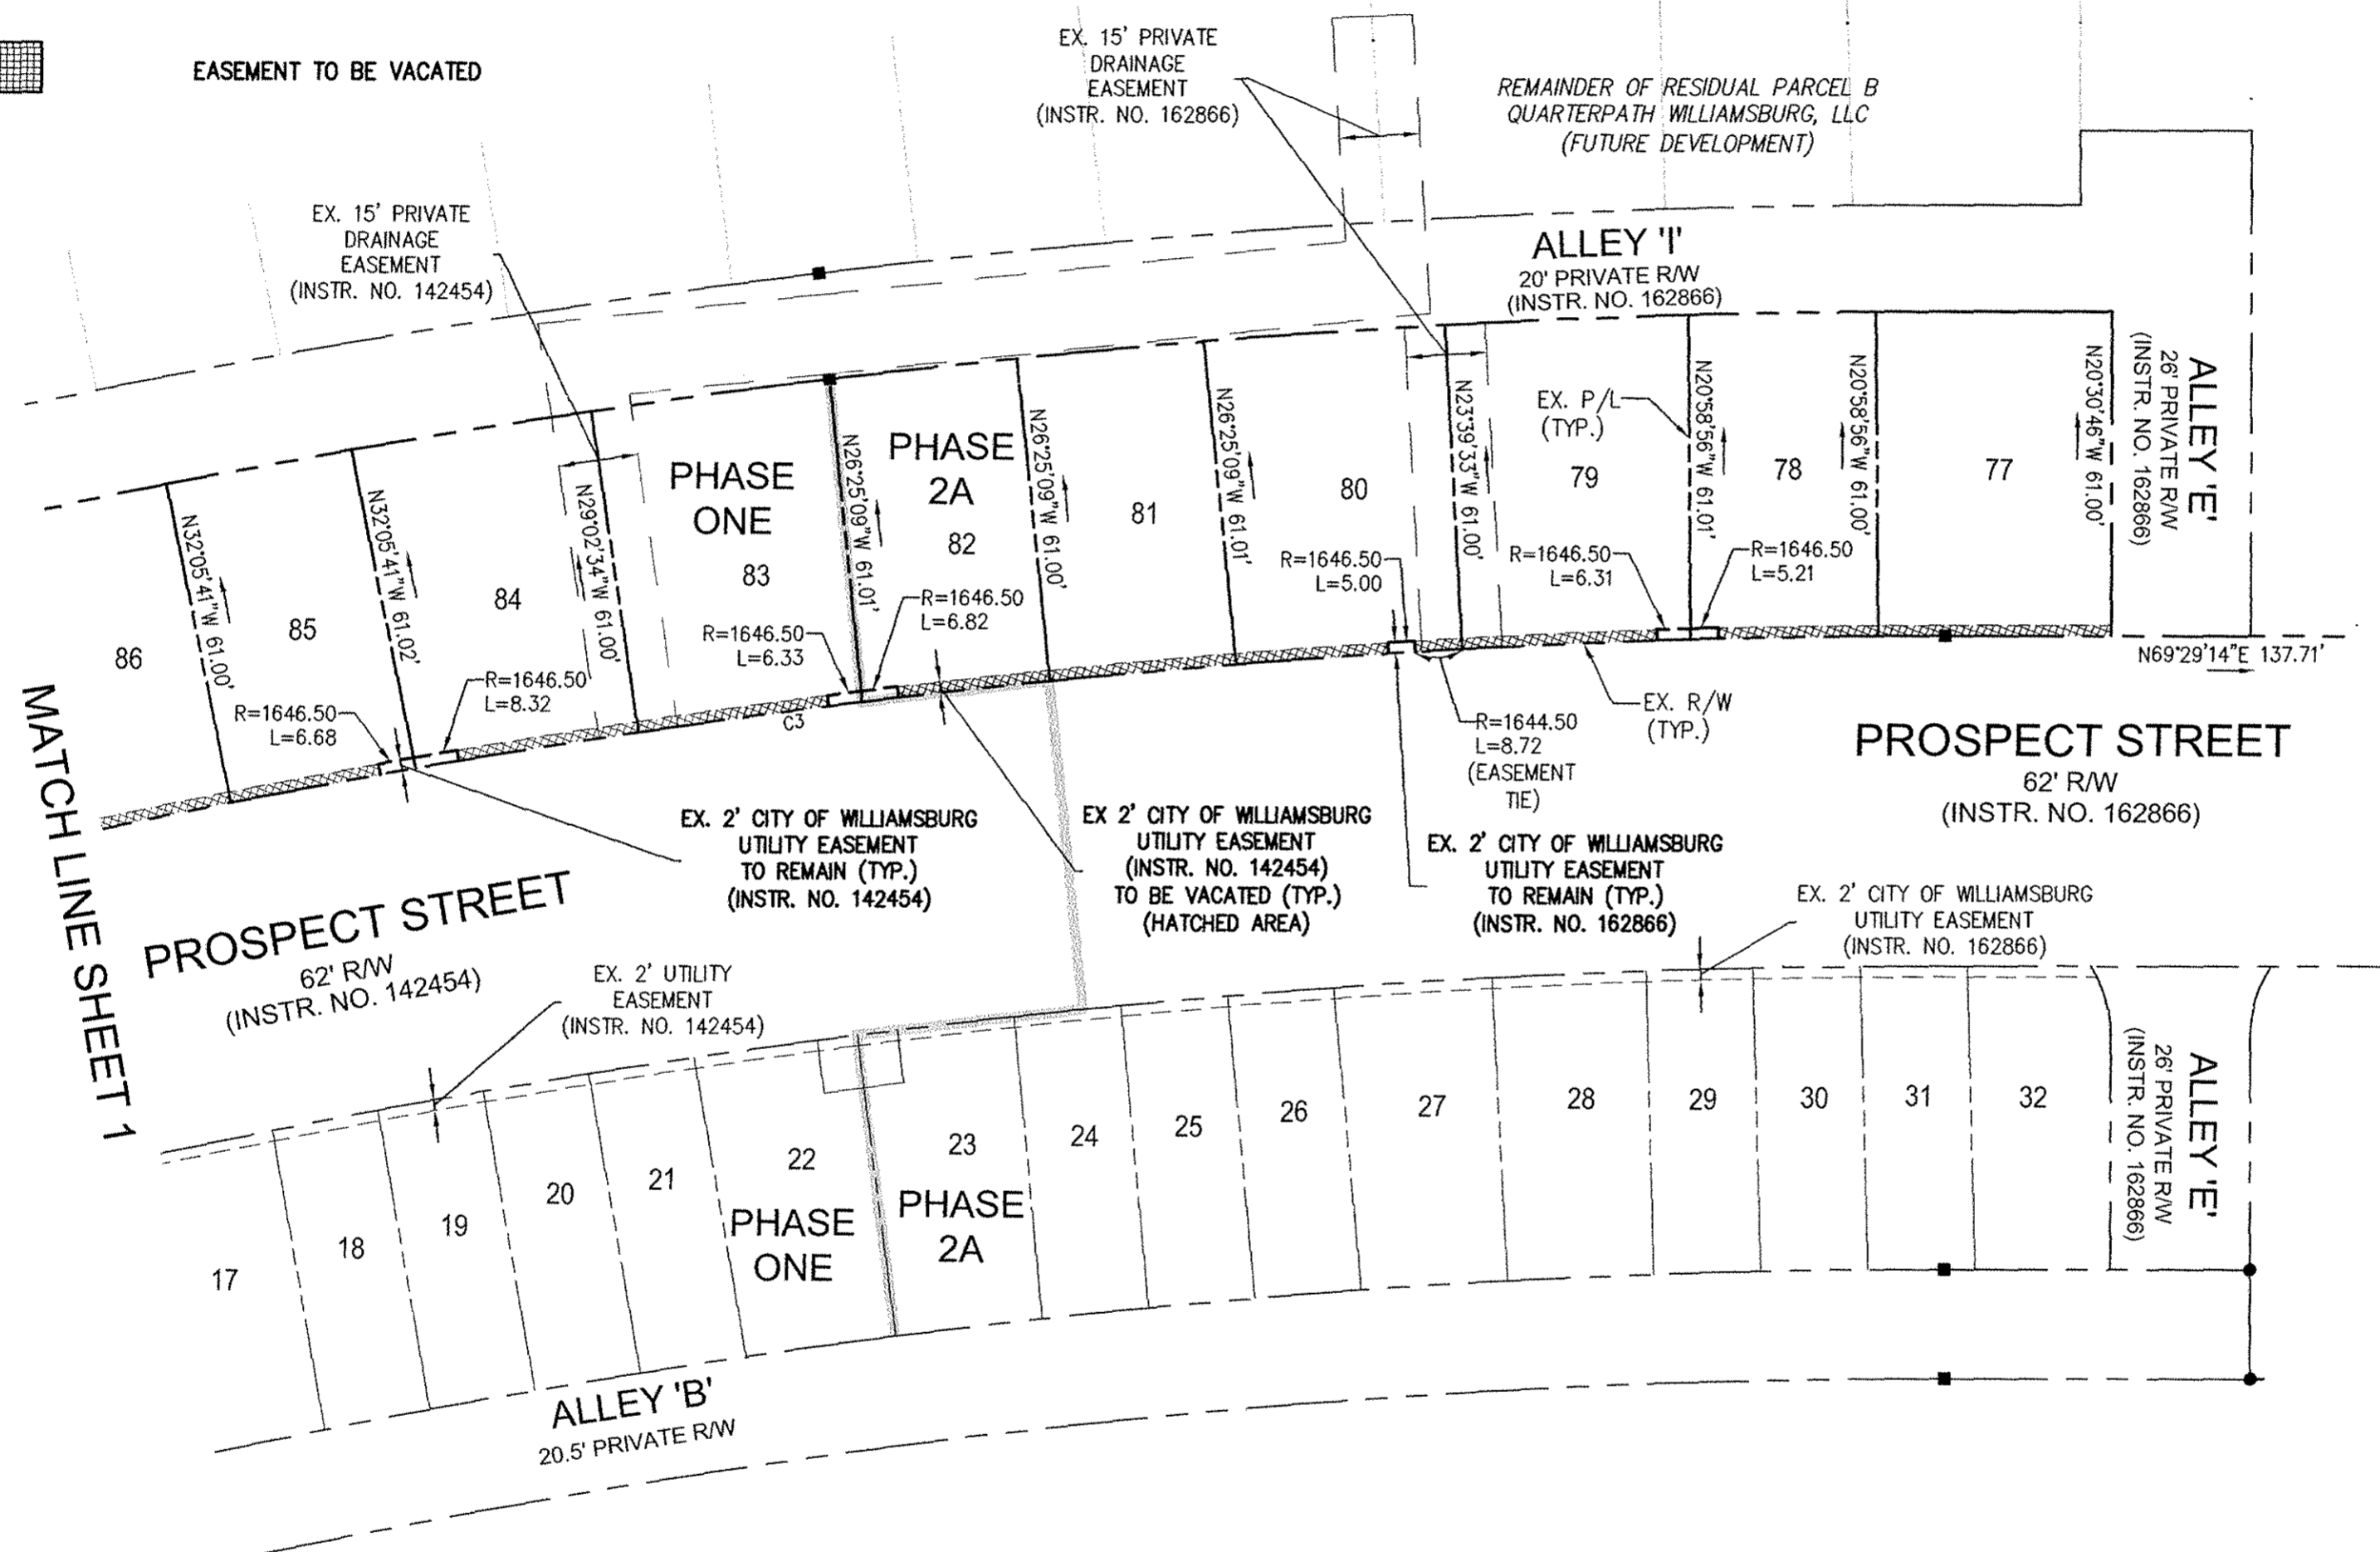 EASEMENT TO BE VACATED
EX. 15' PRIVATE
DRAINAGE
EASEMENT
(INSTR. NO. 162866)
REMAINDER OF RESIDUAL PARCEL B
QUARTERPATH WILLIAMSBURG, LLC
(FUTURE DEVELOPMENT)
EX. 15' PRIVATE
DRAINAGE
EASEMENT
(INSTR. NO. 142454)
ALLEY 'I'
20' PRIVATE R/W
(INSTR. NO. 162866)
ALLEY 'E'
26' PRIVATE R/W
(INSTR. NO. 162866)
86
N32°05'41"W 61.00'
85
N32°05'41"W 61.02'
84
N29°02'34"W 61.00'
PHASE
ONE
83
N26°25'09"W 61.01'
PHASE
2A
82
N26°25'09"W 61.00'
81
N26°25'09"W 61.01'
80
N23°39'33"W 61.00'
EX. P/L
(TYP.)
79
N20°58'56"W 61.01'
78
N20°58'56"W 61.00'
77
N20°30'46"W 61.00'
R=1646.50
L=6.68
R=1646.50
L=8.32
R=1646.50
L=6.33
R=1646.50
L=6.82
R=1646.50
L=5.00
R=1646.50
L=6.31
R=1646.50
L=5.21
C3
N69°29'14"E 137.71'
R=1644.50
L=8.72
(EASEMENT
TIE)
EX. R/W
(TYP.)
PROSPECT STREET
62' R/W
(INSTR. NO. 162866)
MATCH LINE SHEET 1
EX. 2' CITY OF WILLIAMSBURG
UTILITY EASEMENT
TO REMAIN (TYP.)
(INSTR. NO. 142454)
EX 2' CITY OF WILLIAMSBURG
UTILITY EASEMENT
(INSTR. NO. 142454)
TO BE VACATED (TYP.)
(HATCHED AREA)
EX. 2' CITY OF WILLIAMSBURG
UTILITY EASEMENT
TO REMAIN (TYP.)
(INSTR. NO. 162866)
EX. 2' CITY OF WILLIAMSBURG
UTILITY EASEMENT
(INSTR. NO. 162866)
PROSPECT STREET
62' R/W
(INSTR. NO. 142454)
EX. 2' UTILITY
EASEMENT
(INSTR. NO. 142454)
17
18
19
20
21
22
PHASE
ONE
23
PHASE
2A
24
25
26
27
28
29
30
31
32
ALLEY 'E'
26' PRIVATE R/W
(INSTR. NO. 162866)
ALLEY 'B'
20.5' PRIVATE R/W